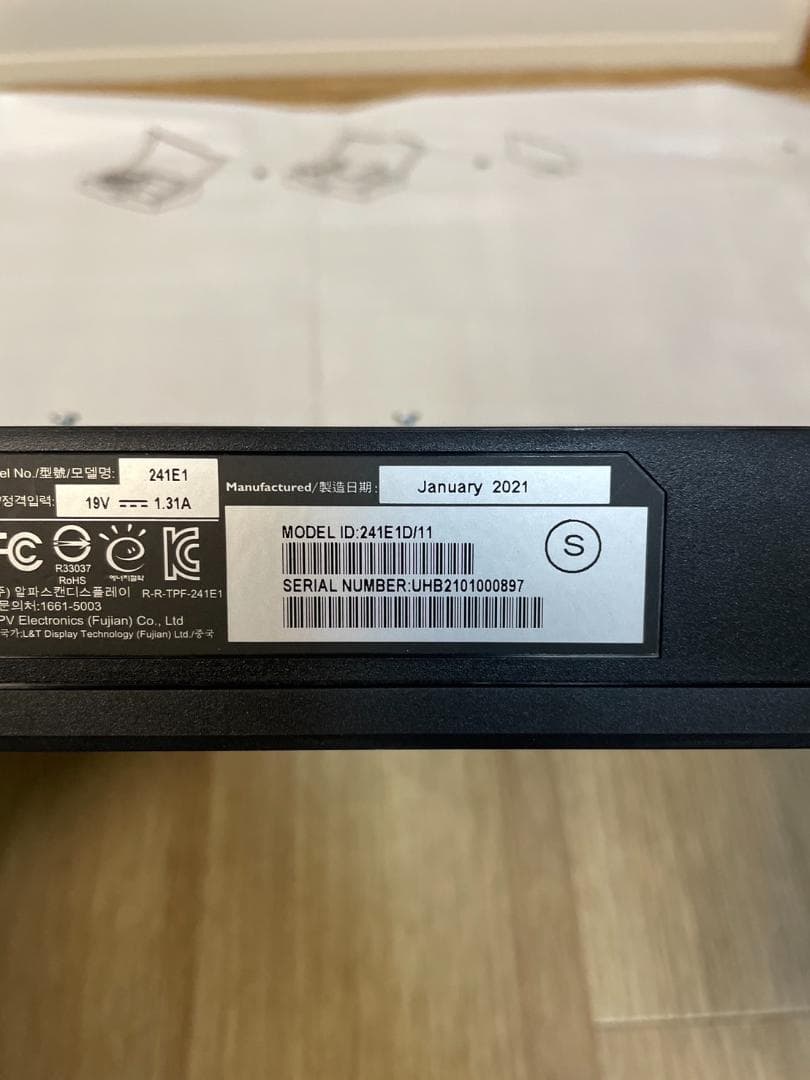 el No./型號/모델명: 241E1
/정격입력: 19V 1.31A
FC
R33037
RoHS
에너지절약
주) 알파스캔디스플레이 R-R-TPF-241E1
문의처:1661-5003
PV Electronics (Fujian) Co., Ltd
국가:L&T Display Technology (Fujian) Ltd./중국
Manufactured/製造日期: January 2021
MODEL ID:241E1D/11
S
SERIAL NUMBER:UHB2101000897